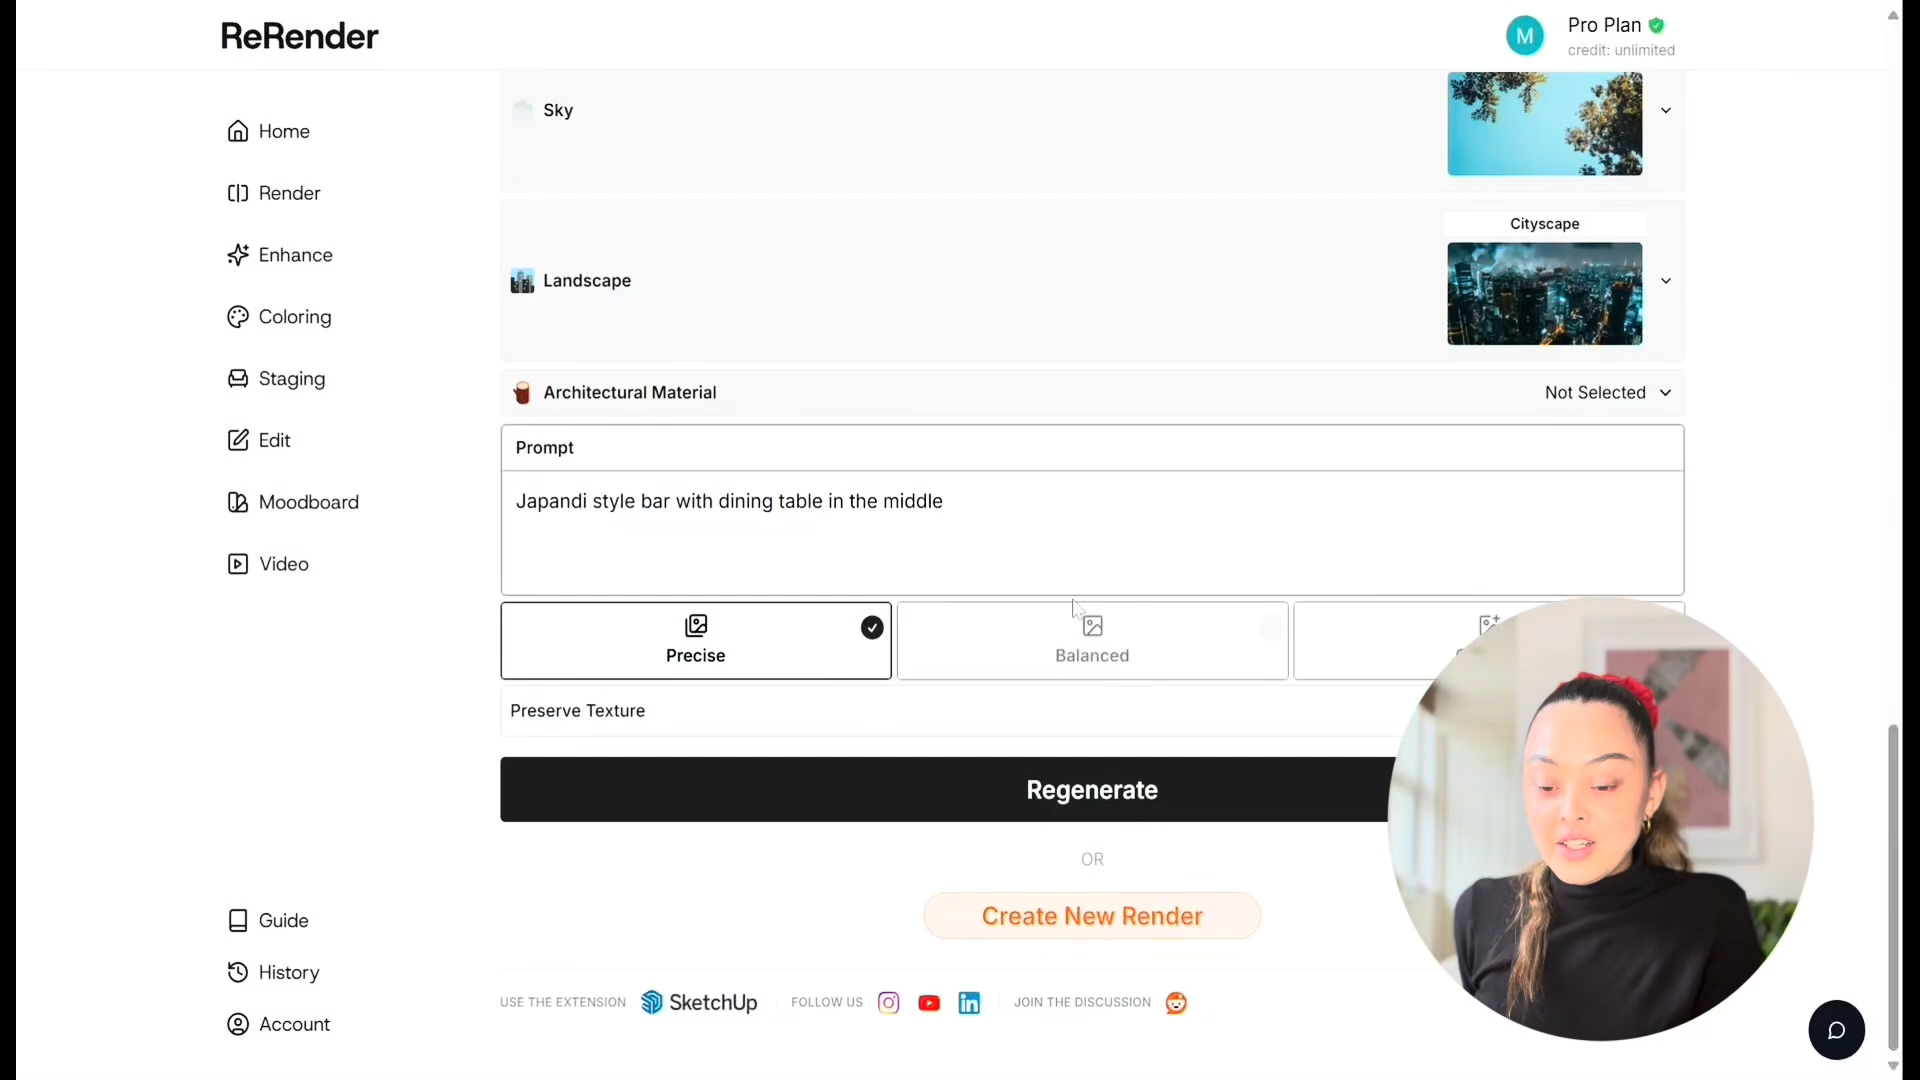 ReRender
M
Pro Plan
credit: unlimited
Home
Render
Enhance
Coloring
Staging
Edit
Moodboard
Video
Guide
History
Account
Sky
Landscape
Cityscape
Architectural Material
Not Selected
Prompt
Japandi style bar with dining table in the middle
Precise
Balanced
Preserve Texture
Regenerate
OR
Create New Render
USE THE EXTENSION
SketchUp
FOLLOW US
JOIN THE DISCUSSION